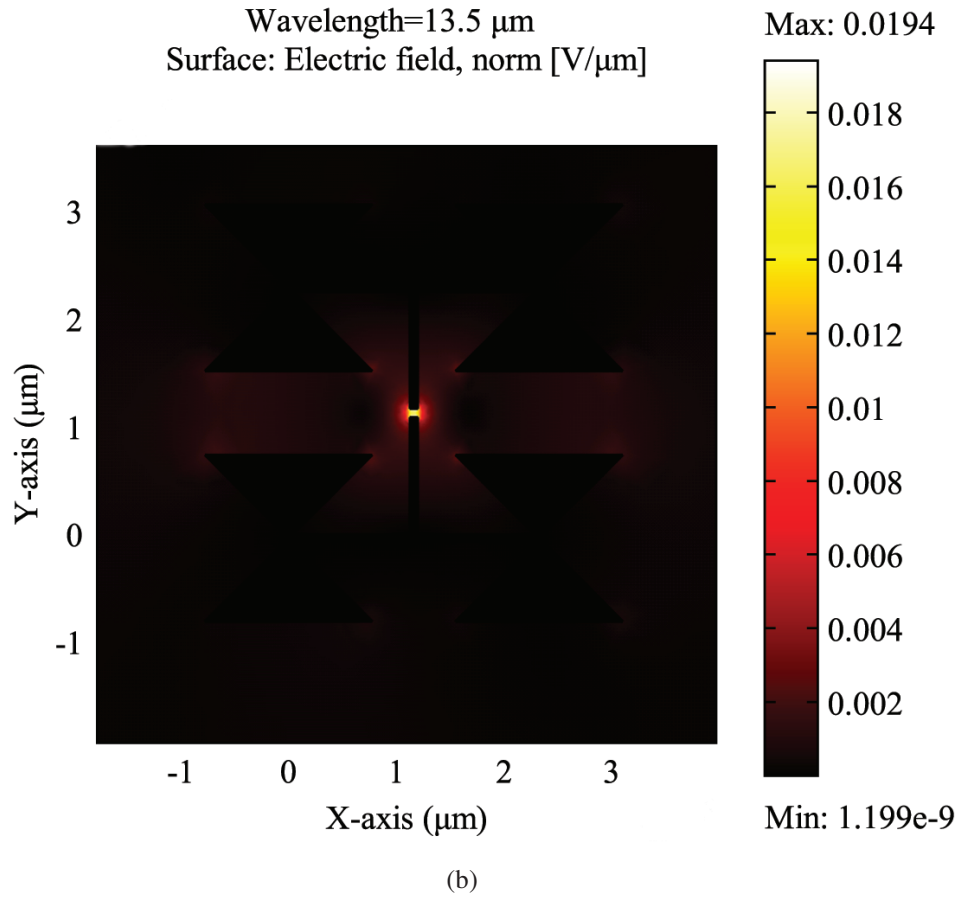 Wavelength=13.5 μm
Surface: Electric field, norm [V/μm]
Max: 0.0194
0.018
0.016
0.014
0.012
0.01
0.008
0.006
0.004
0.002
Min: 1.199e-9
Y-axis (μm)
3
2
1
0
-1
-1 0 1 2 3
X-axis (μm)
(b)